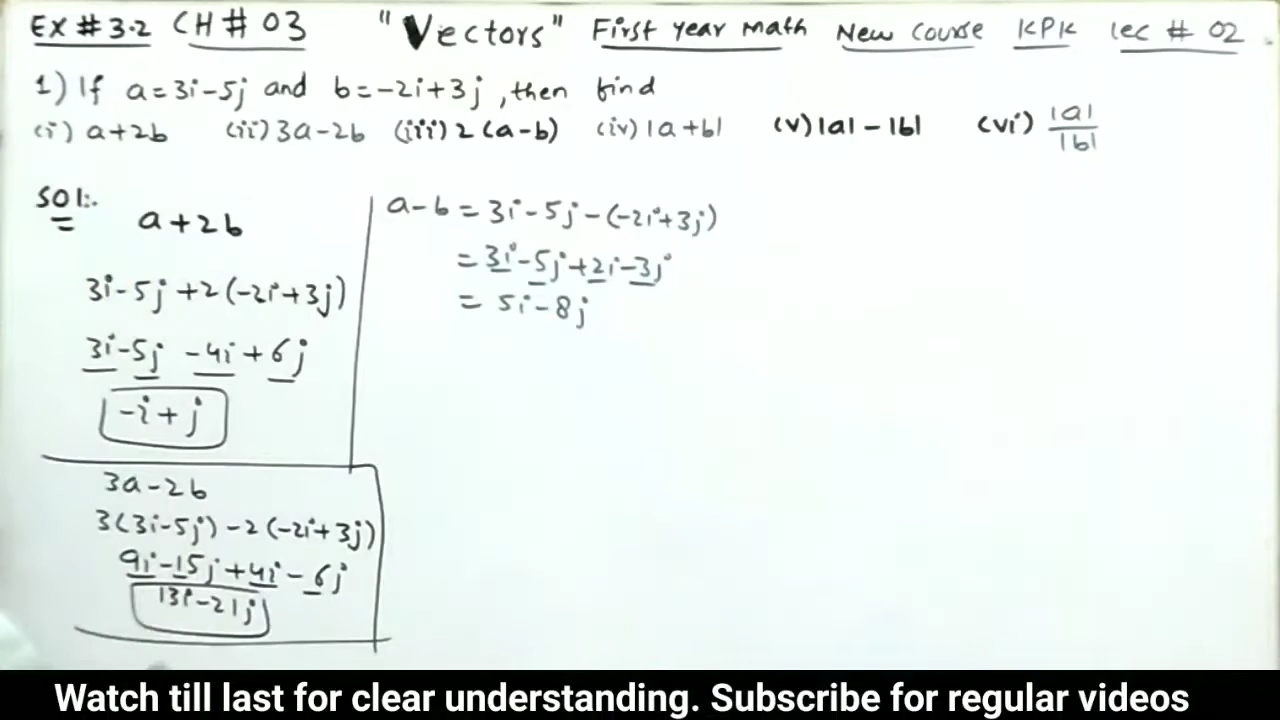 EX # 3.2 CH # 03 "Vectors" First year math New Course KPK lec # 02
1) If a=3i-5j and b=-2i+3j, then find
(i) a+2b (ii) 3a-2b (iii) 2(a-b) (iv) |a+b| (v) |a|-|b| (vi) |a|/|b|
Sol:-
a+2b
3i-5j+2(-2i+3j)
3i-5j -4i+6j
-i+j
3a-2b
3(3i-5j)-2(-2i+3j)
9i-15j+4i-6j
13i-21j
a-b = 3i-5j-(-2i+3j)
= 3i-5j+2i-3j
= 5i-8j
Watch till last for clear understanding. Subscribe for regular videos